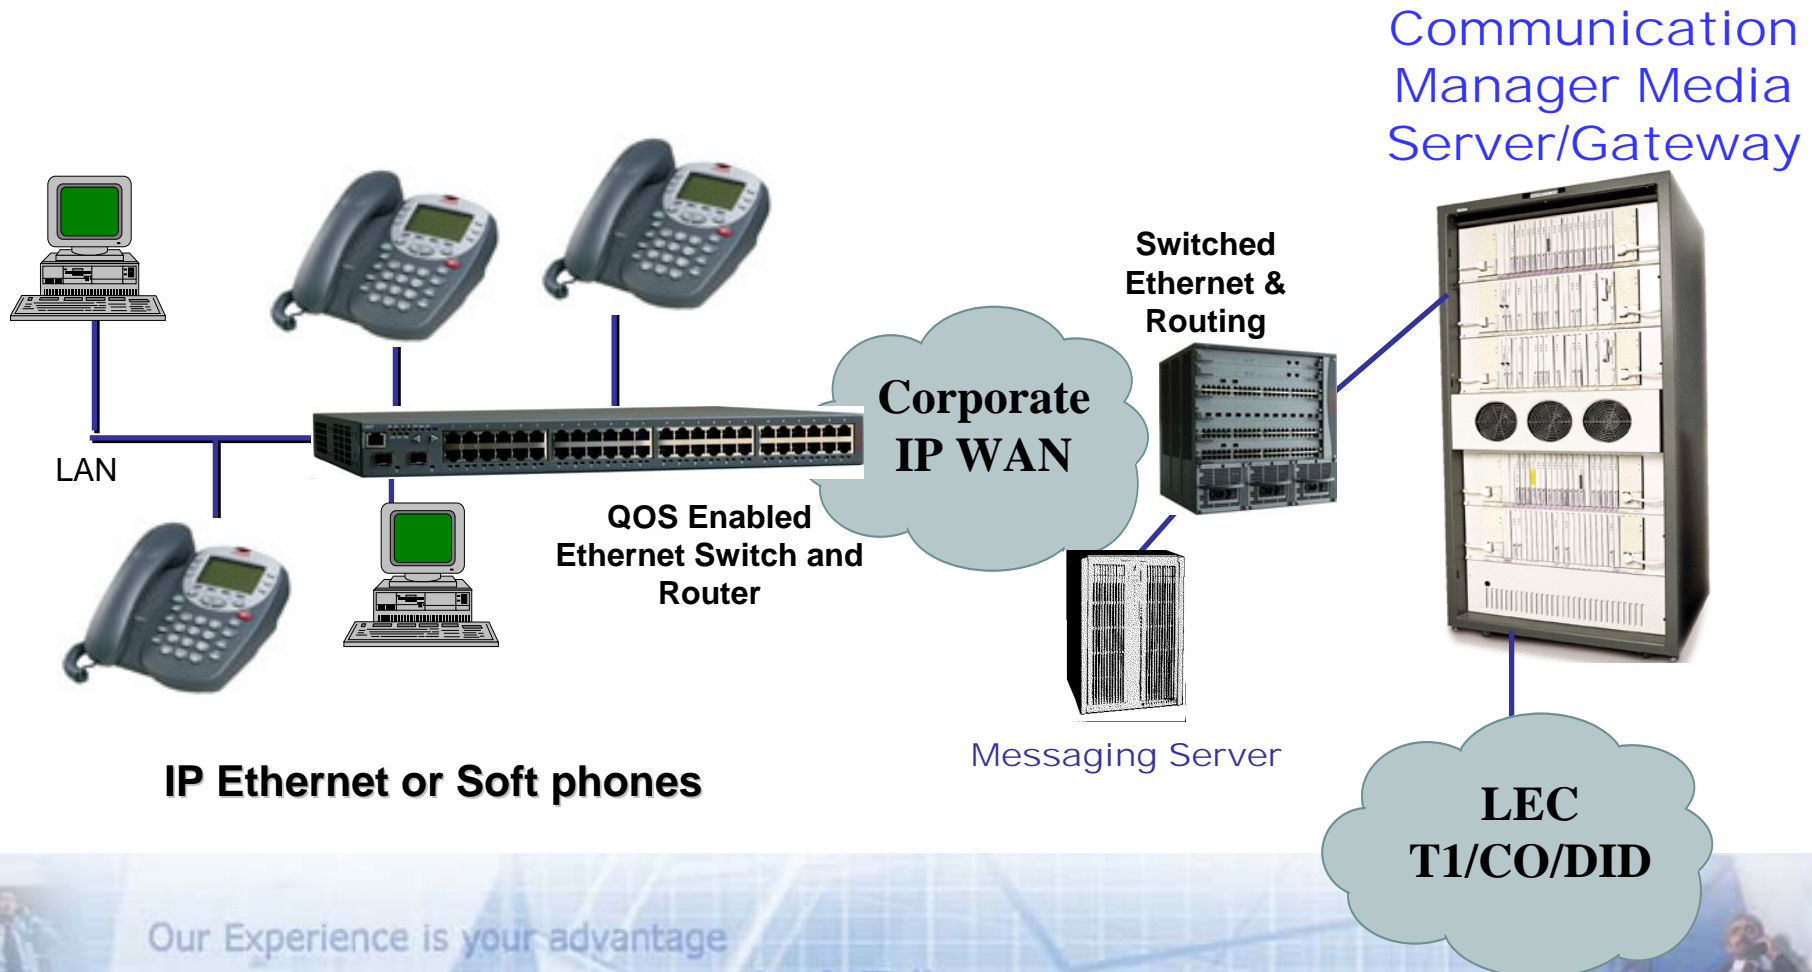 Communication
Manager Media
Server/Gateway
Switched
Ethernet &
Routing
Corporate
IP WAN
LAN
QOS Enabled
Ethernet Switch and
Router
Messaging Server
IP Ethernet or Soft phones
LEC
T1/CO/DID
Our Experience is your advantage